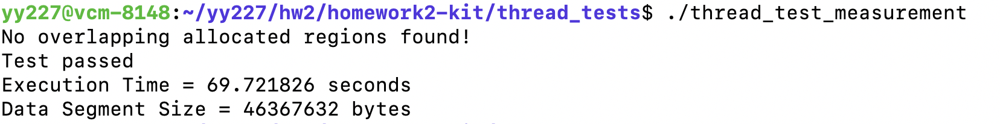 yy227@vcm-8148:~/yy227/hw2/homework2-kit/thread_tests$ ./thread_test_measurement
No overlapping allocated regions found!
Test passed
Execution Time = 69.721826 seconds
Data Segment Size = 46367632 bytes